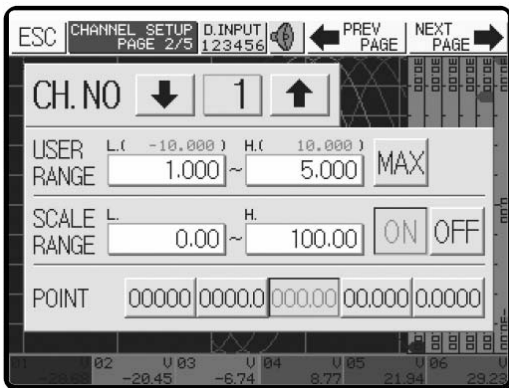 ESC CHANNEL SETUP D.INPUT PREV NEXT
PAGE 2/5 123456 PAGE PAGE
CH. NO 1
USER L.( -10.000 ) H.( 10.000 )
RANGE 1.000 ~ 5.000 MAX
SCALE L. H.
RANGE 0.00 ~ 100.00 ON OFF
POINT 00000 0000.0 000.00 00.000 0.0000
01 V 02 V 03 V 04 V 05 V 06 V
-20.45 -6.74 8.77 21.94 29.23